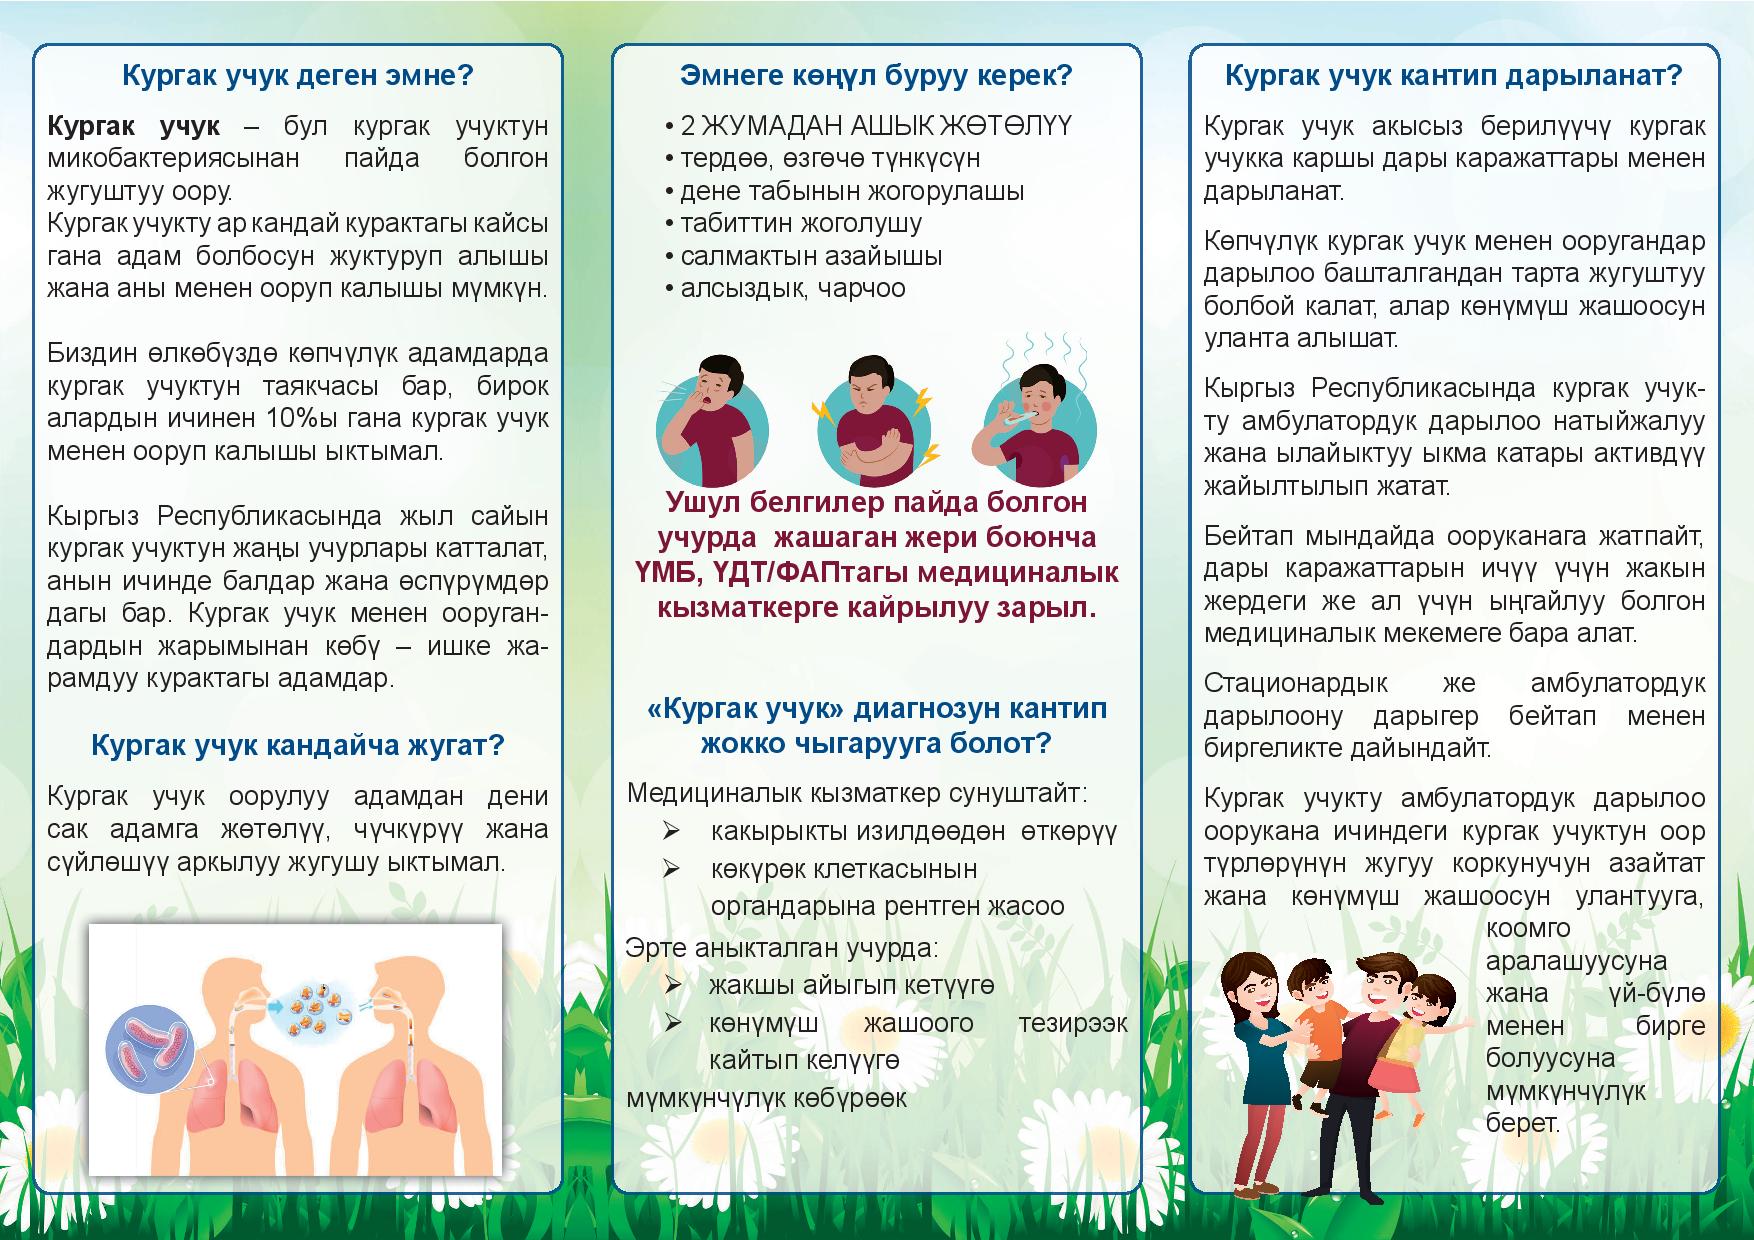 Кургак учук деген эмне?
Кургак учук – бул кургак учуктун
микобактериясынан пайда болгон
жугуштуу оору.
Кургак учукту ар кандай курактагы кайсы
гана адам болбосун жуктуруп алышы
жана аны менен ооруп калышы мүмкүн.
Биздин өлкөбүздө көпчүлүк адамдарда
кургак учуктун таякчасы бар, бирок
алардын ичинен 10%ы гана кургак учук
менен ооруп калышы ыктымал.
Кыргыз Республикасында жыл сайын
кургак учуктун жаңы учурлары катталат,
анын ичинде балдар жана өспүрүмдөр
дагы бар. Кургак учук менен ооруган-
дардын жарымынан көбү – ишке жа-
рамдуу курактагы адамдар.
Кургак учук кандайча жугат?
Кургак учук оорулуу адамдан дени
сак адамга жөтөлүү, чүчкүрүү жана
сүйлөшүү аркылуу жугушу ыктымал.
Эмнеге көңүл буруу керек?
• 2 ЖУМАДАН АШЫК ЖӨТӨЛҮҮ
• тердөө, өзгөчө түнкүсүн
• дене табынын жогорулашы
• табиттин жоголушу
• салмактын азайышы
• алсыздык, чарчоо
Ушул белгилер пайда болгон
учурда жашаган жери боюнча
ҮМБ, ҮДТ/ФАПтагы медициналык
кызматкерге кайрылуу зарыл.
«Кургак учук» диагнозун кантип
жокко чыгарууга болот?
Медициналык кызматкер сунуштайт:
➢ какырыкты изилдөөдөн өткөрүү
➢ көкүрөк клеткасынын
органдарына рентген жасоо
Эрте аныкталган учурда:
➢ жакшы айыгып кетүүгө
➢ көнүмүш жашоого тезирээк
кайтып келүүгө
мүмкүнчүлүк көбүрөөк
Кургак учук кантип дарыланат?
Кургак учук акысыз берилүүчү кургак
учукка каршы дары каражаттары менен
дарыланат.
Көпчүлүк кургак учук менен ооругандар
дарылоо башталгандан тарта жугуштуу
болбой калат, алар көнүмүш жашоосун
уланта алышат.
Кыргыз Республикасында кургак учук-
ту амбулатордук дарылоо натыйжалуу
жана ылайыктуу ыкма катары активдүү
жайылтылып жатат.
Бейтап мындайда ооруканага жатпайт,
дары каражаттарын ичүү үчүн жакын
жердеги же ал үчүн ыңгайлуу болгон
медициналык мекемеге бара алат.
Стационардык же амбулатордук
дарылоону дарыгер бейтап менен
биргеликте дайындайт.
Кургак учукту амбулатордук дарылоо
оорукана ичиндеги кургак учуктун оор
түрлөрүнүн жугуу коркунучун азайтат
жана көнүмүш жашоосун улантууга,
коомго
аралашуусуна
жана үй-бүлө
менен бирге
болуусуна
мүмкүнчүлүк
берет.